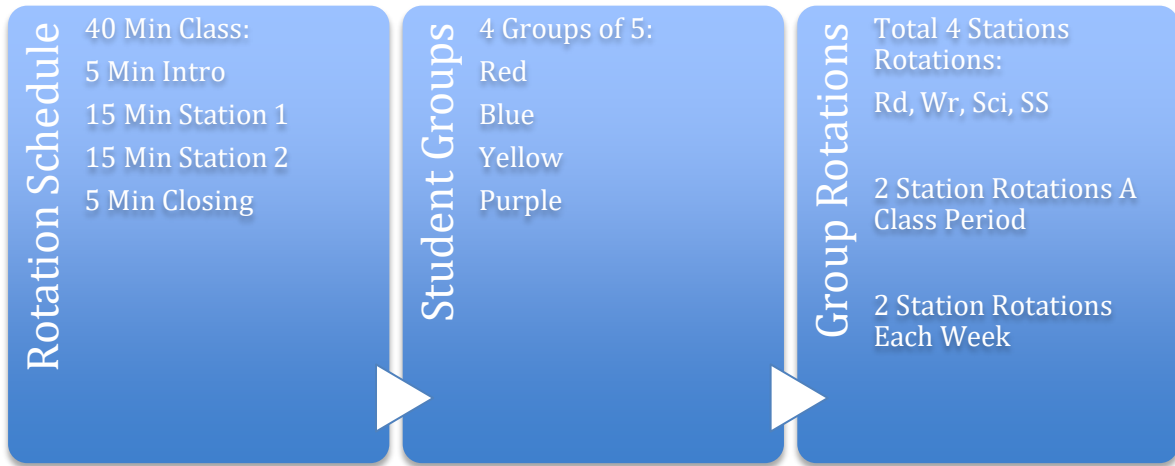 Rotation Schedule
40 Min Class:
5 Min Intro
15 Min Station 1
15 Min Station 2
5 Min Closing
Student Groups
4 Groups of 5:
Red
Blue
Yellow
Purple
Group Rotations
Total 4 Stations
Rotations:
Rd, Wr, Sci, SS
2 Station Rotations A
Class Period
2 Station Rotations
Each Week